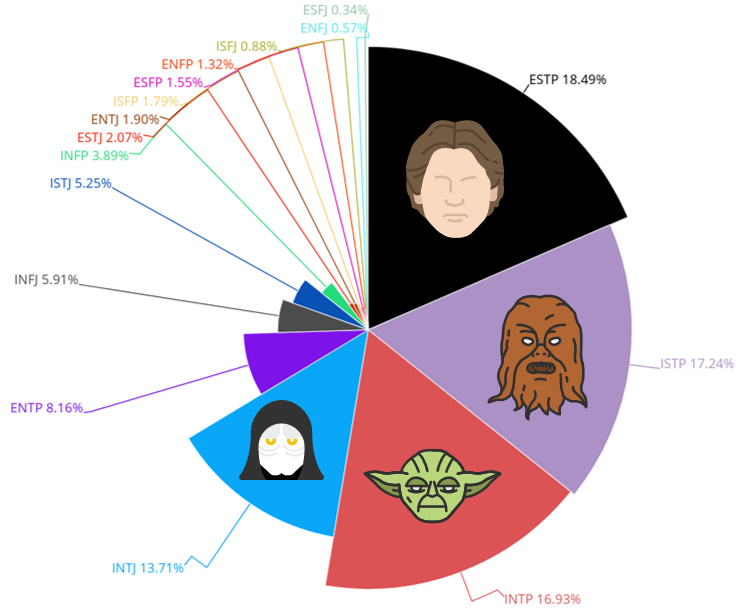 ESFJ 0.34%
ENFJ 0.57%
ISFJ 0.88%
ENFP 1.32%
ESFP 1.55%
ISFP 1.79%
ENTJ 1.90%
ESTJ 2.07%
INFP 3.89%
ISTJ 5.25%
INFJ 5.91%
ENTP 8.16%
INTJ 13.71%
INTP 16.93%
ISTP 17.24%
ESTP 18.49%